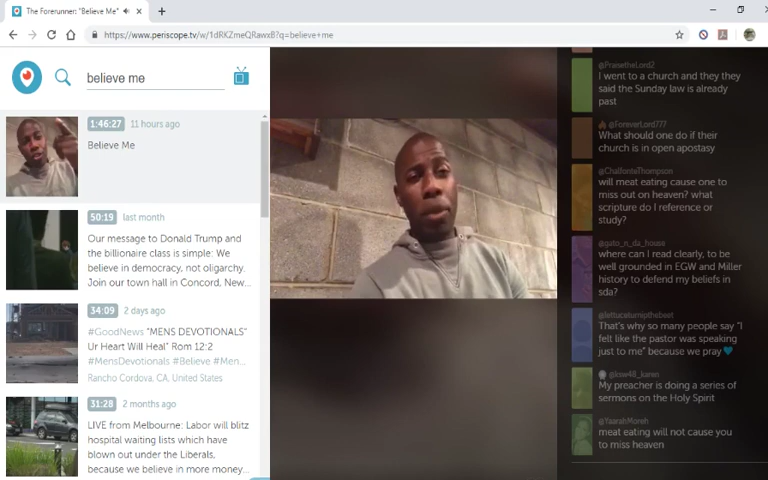 The Forerunner: "Believe Me"
https://www.periscope.tv/w/1dRKZmeQRawxB?q=believe+me
believe me
1:46:27 11 hours ago
Believe Me
50:19 last month
Our message to Donald Trump and
the billionaire class is simple: We
believe in democracy, not oligarchy.
Join our town hall in Concord, New...
34:09 2 days ago
#GoodNews "MENS DEVOTIONALS"
Ur Heart Will Heal" Rom 12:2
#MensDevotionals #Believe #Men...
Rancho Cordova, CA, United States
31:28 2 months ago
LIVE from Melbourne: Labor will blitz
hospital waiting lists which have
blown out under the Liberals,
because we believe in more money...
@PraisetheLord2
I went to a church and they they
said the Sunday law is already
past
@ForeverLord777
What should one do if their
church is in open apostasy
@ChalfonteThompson
will meat eating cause one to
miss out on heaven? what
scripture do I reference or
study?
@gato_n_da_house
where can I read clearly, to be
well grounded in EGW and Miller
history to defend my beliefs in
sda?
@lettuceturnipthebeet
That's why so many people say "I
felt like the pastor was speaking
just to me" because we pray💙
@low48_karen
My preacher is doing a series of
sermons on the Holy Spirit
@YaarahMoreh
meat eating will not cause you
to miss heaven